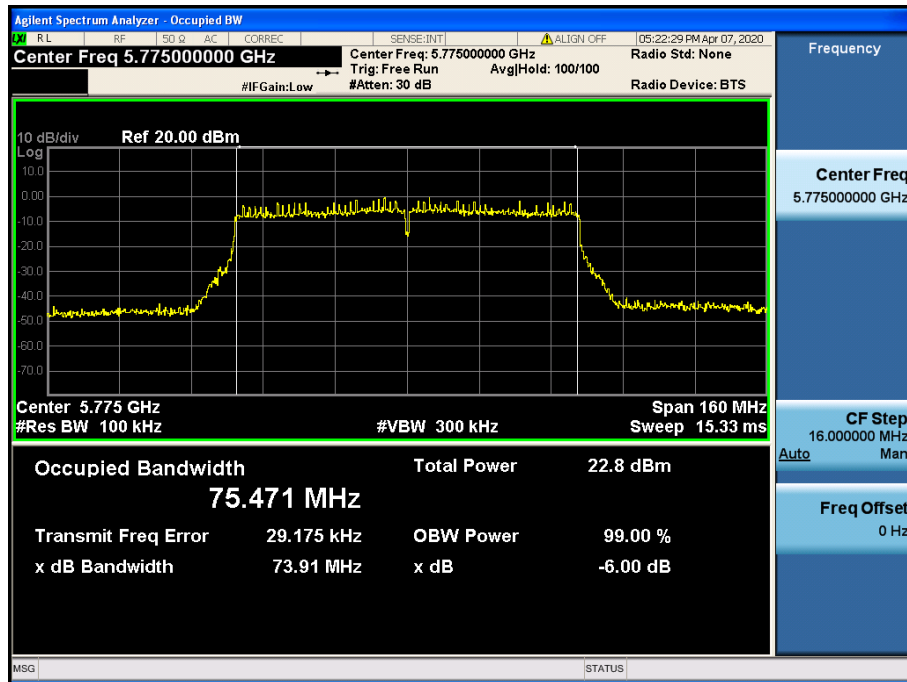 Agilent Spectrum Analyzer - Occupied BW
LXI RL RF 50 Ω AC CORREC SENSE:INT ALIGN OFF 05:22:29 PM Apr 07, 2020
Center Freq 5.775000000 GHz
Center Freq: 5.775000000 GHz Radio Std: None
Trig: Free Run Avg|Hold: 100/100
#IFGain:Low #Atten: 30 dB Radio Device: BTS
10 dB/div Ref 20.00 dBm
Log
10.0
0.00
-10.0
-20.0
-30.0
-40.0
-50.0
-60.0
-70.0
Center 5.775 GHz Span 160 MHz
#Res BW 100 kHz #VBW 300 kHz Sweep 15.33 ms
Occupied Bandwidth Total Power 22.8 dBm
75.471 MHz
Transmit Freq Error 29.175 kHz OBW Power 99.00 %
x dB Bandwidth 73.91 MHz x dB -6.00 dB
MSG STATUS
Frequency
Center Freq
5.775000000 GHz
CF Step
16.000000 MHz
Auto Man
Freq Offset
0 Hz